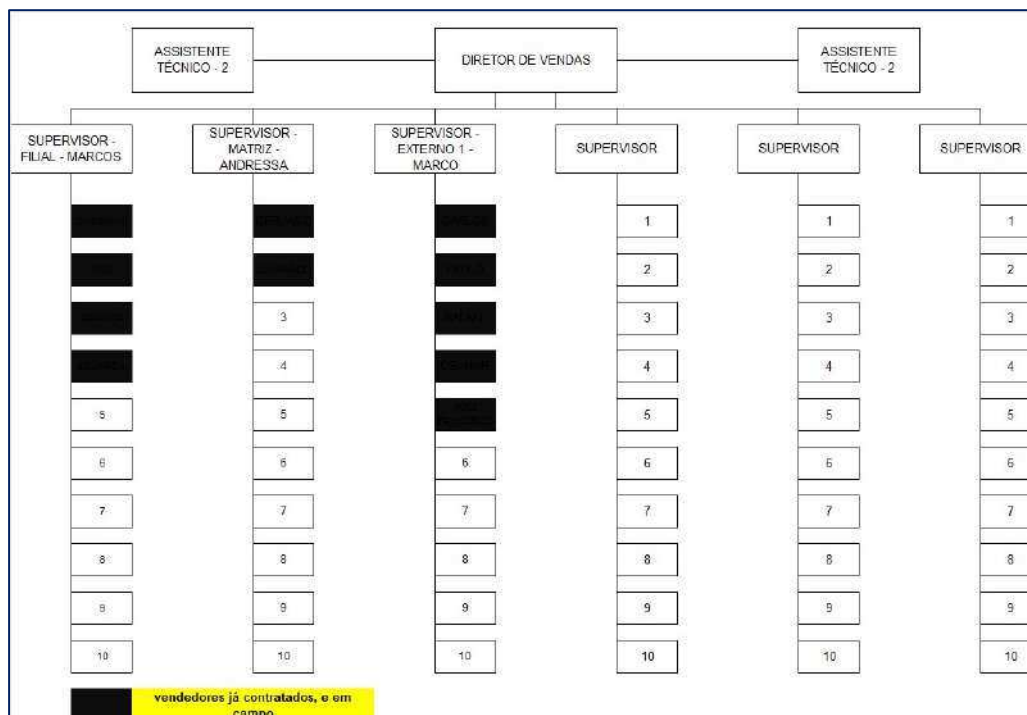 ASSISTENTE
TÉCNICO - 2
DIRETOR DE VENDAS
ASSISTENTE
TÉCNICO - 2
SUPERVISOR -
FILIAL - MARCOS
SUPERVISOR -
MATRIZ -
ANDRESSA
SUPERVISOR -
EXTERNO 1 -
MARCO
SUPERVISOR
SUPERVISOR
SUPERVISOR
1
1
1
2
2
2
3
3
3
3
4
4
4
4
5
5
5
5
5
6
6
6
6
6
6
7
7
7
7
7
7
8
8
8
8
8
8
9
9
9
9
9
9
10
10
10
10
10
10
vendedores já contratados, e em
campo